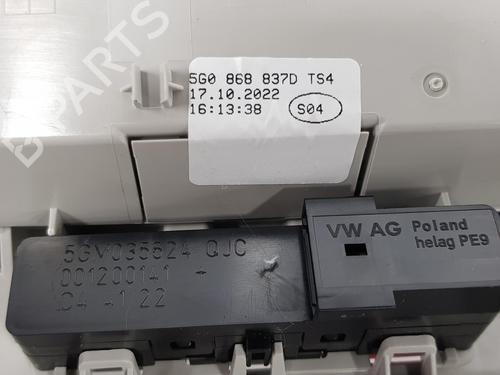 5G0 868 837D TS4
17.10.2022
16:13:38 S04
VW AG Poland
helag PE9
5GV035624 QJC
001200141 -
C4 -1 22
PARTS